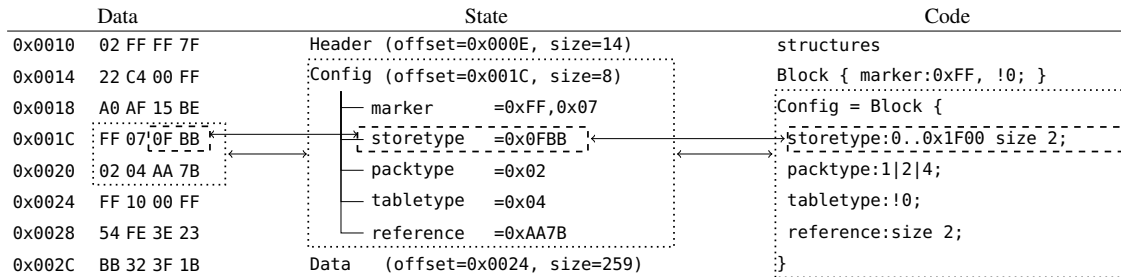 Data State Code
0x0010 02 FF FF 7F Header (offset=0x000E, size=14) structures
0x0014 22 C4 00 FF Config (offset=0x001C, size=8) Block { marker:0xFF, !0; }
0x0018 A0 AF 15 BE marker =0xFF,0x07 Config = Block {
0x001C FF 07 0F BB storetype =0x0FBB storetype:0..0x1F00 size 2;
0x0020 02 04 AA 7B packtype =0x02 packtype:1|2|4;
0x0024 FF 10 00 FF tabletype =0x04 tabletype:!0;
0x0028 54 FE 3E 23 reference =0xAA7B reference:size 2;
0x002C BB 32 3F 1B Data (offset=0x0024, size=259) }